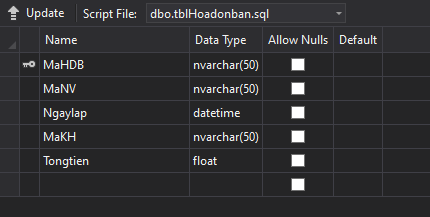 Update Script File: dbo.tblHoadonban.sql
Name Data Type Allow Nulls Default
MaHDB nvarchar(50)
MaNV nvarchar(50)
Ngaylap datetime
MaKH nvarchar(50)
Tongtien float